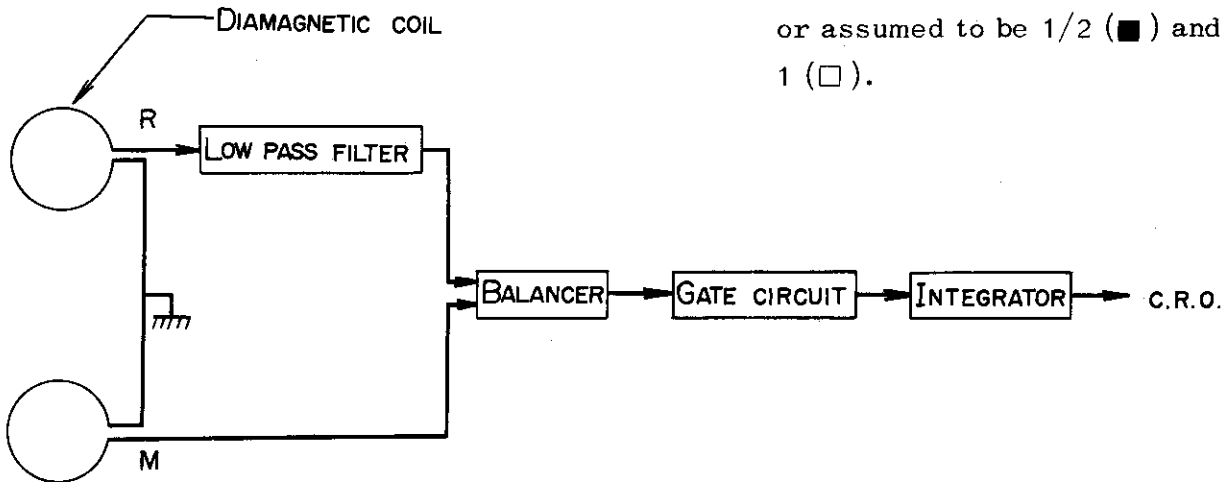 DIAMAGNETIC COIL
or assumed to be 1/2 (■) and
1 (□).
R
LOW PASS FILTER
BALANCER
GATE CIRCUIT
INTEGRATOR
C.R.O.
M